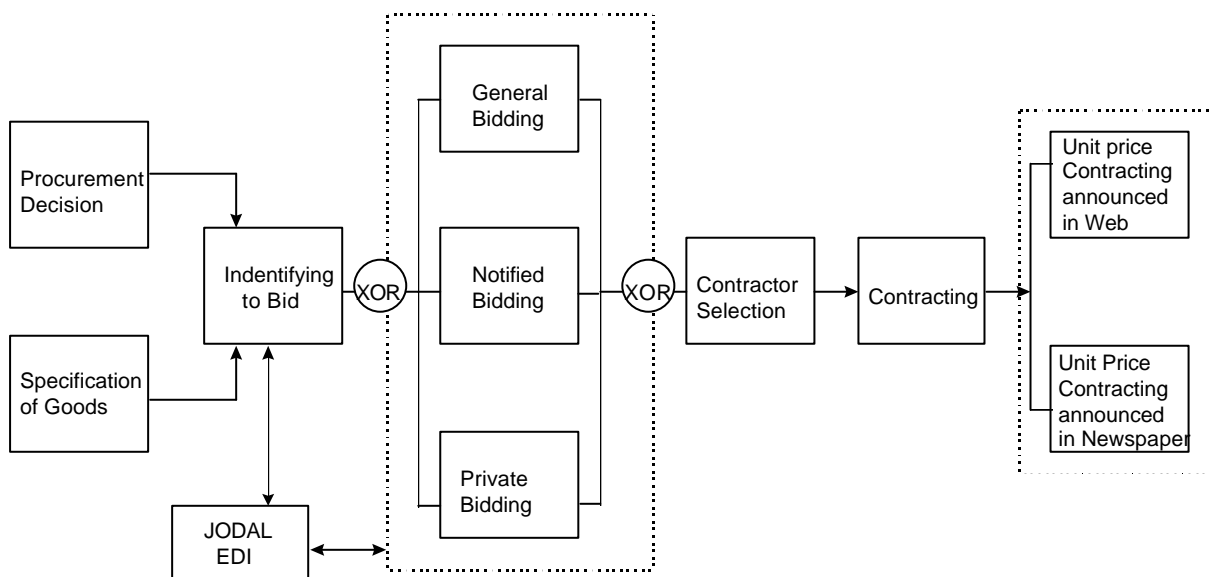 Procurement
Decision
Specification
of Goods
Indentifying
to Bid
JODAL
EDI
XOR
General
Bidding
Notified
Bidding
Private
Bidding
XOR
Contractor
Selection
Contracting
Unit price
Contracting
announced
in Web
Unit Price
Contracting
announced
in Newspaper